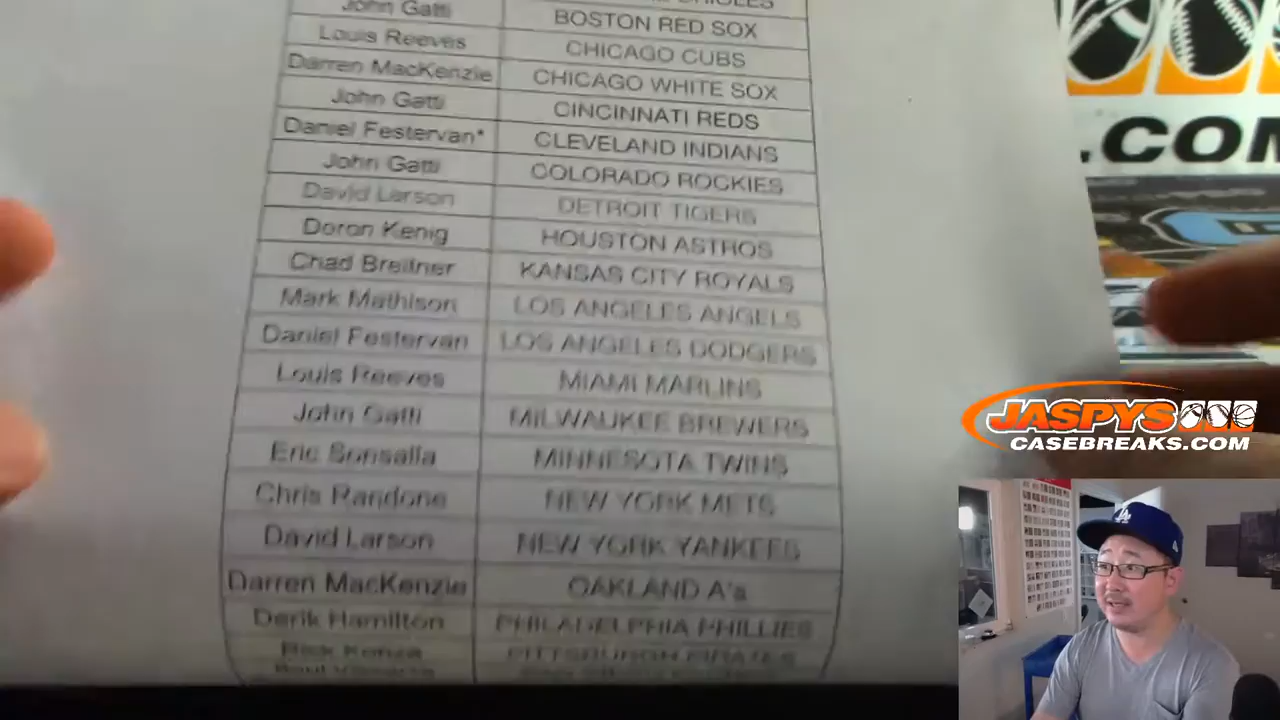 John Gatti BOSTON RED SOX
Louis Reeves CHICAGO CUBS
Darren MacKenzie CHICAGO WHITE SOX
John Gatti CINCINNATI REDS
Daniel Festervan* CLEVELAND INDIANS
John Gatti COLORADO ROCKIES
David Larson DETROIT TIGERS
Doron Kenig HOUSTON ASTROS
Chad Breitner KANSAS CITY ROYALS
Mark Mathison LOS ANGELES ANGELS
Daniel Festervan LOS ANGELES DODGERS
Louis Reeves MIAMI MARLINS
John Gatti MILWAUKEE BREWERS
Eric Sonsalla MINNESOTA TWINS
Chris Randone NEW YORK METS
David Larson NEW YORK YANKEES
Darren MacKenzie OAKLAND A's
Derik Hamilton PHILADELPHIA PHILLIES
PITTSBURGH PIRATES
.COM
JASPYS
CASEBREAKS.COM
LA